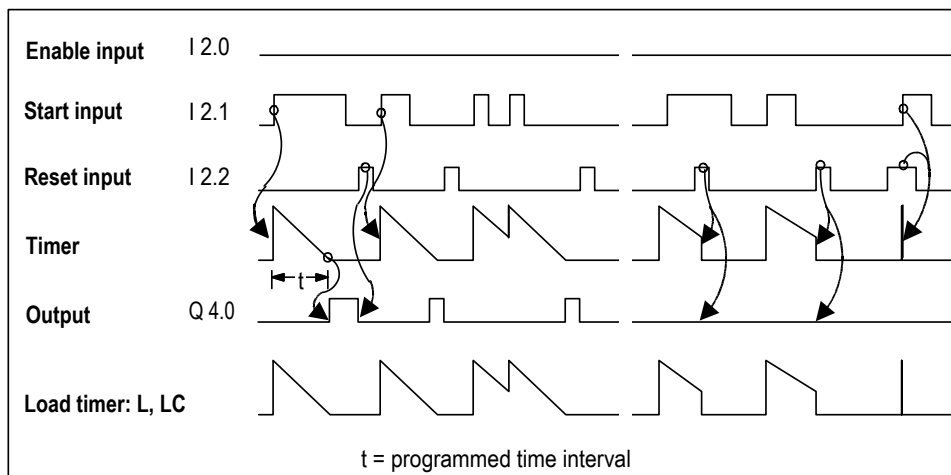 Enable input I 2.0
Start input I 2.1
Reset input I 2.2
Timer
t
Output Q 4.0
Load timer: L, LC
t = programmed time interval